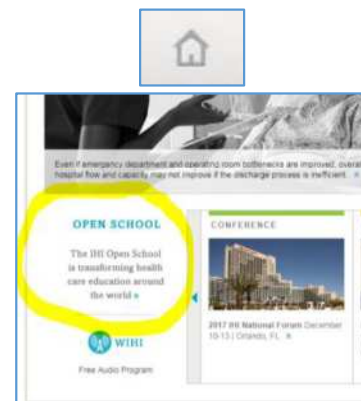 Even if emergency department and operating room bottlenecks are improved, overall
hospital flow and capacity may not improve if the discharge process is inefficient.
OPEN SCHOOL
The IHI Open School
is transforming health
care education around
the world »
WIHI
Free Audio Program
CONFERENCE
2017 IHI National Forum December
10-13 | Orlando, FL